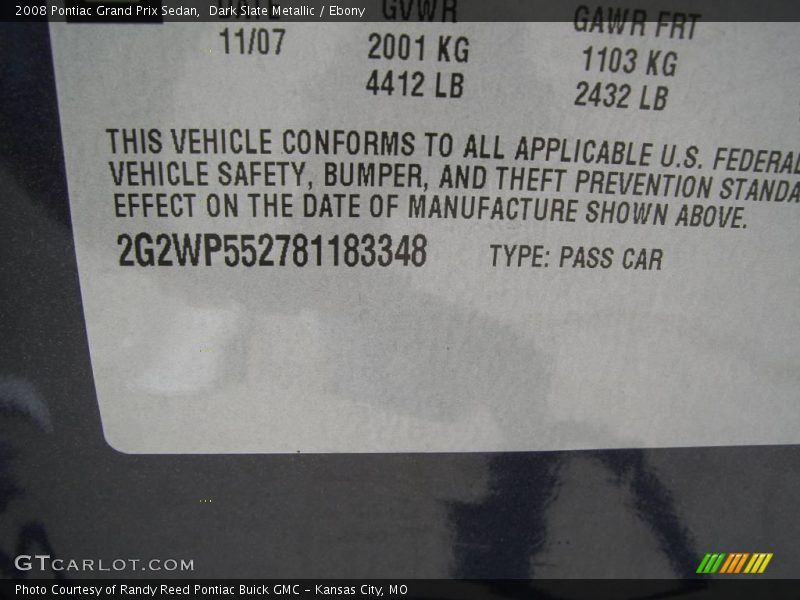 2008 Pontiac Grand Prix Sedan, Dark Slate Metallic / Ebony
GVWR
GAWR FRT
11/07
2001 KG
1103 KG
4412 LB
2432 LB
THIS VEHICLE CONFORMS TO ALL APPLICABLE U.S. FEDERAL
VEHICLE SAFETY, BUMPER, AND THEFT PREVENTION STANDA
EFFECT ON THE DATE OF MANUFACTURE SHOWN ABOVE.
2G2WP552781183348
TYPE: PASS CAR
GTCARLOT.COM
Photo Courtesy of Randy Reed Pontiac Buick GMC - Kansas City, MO